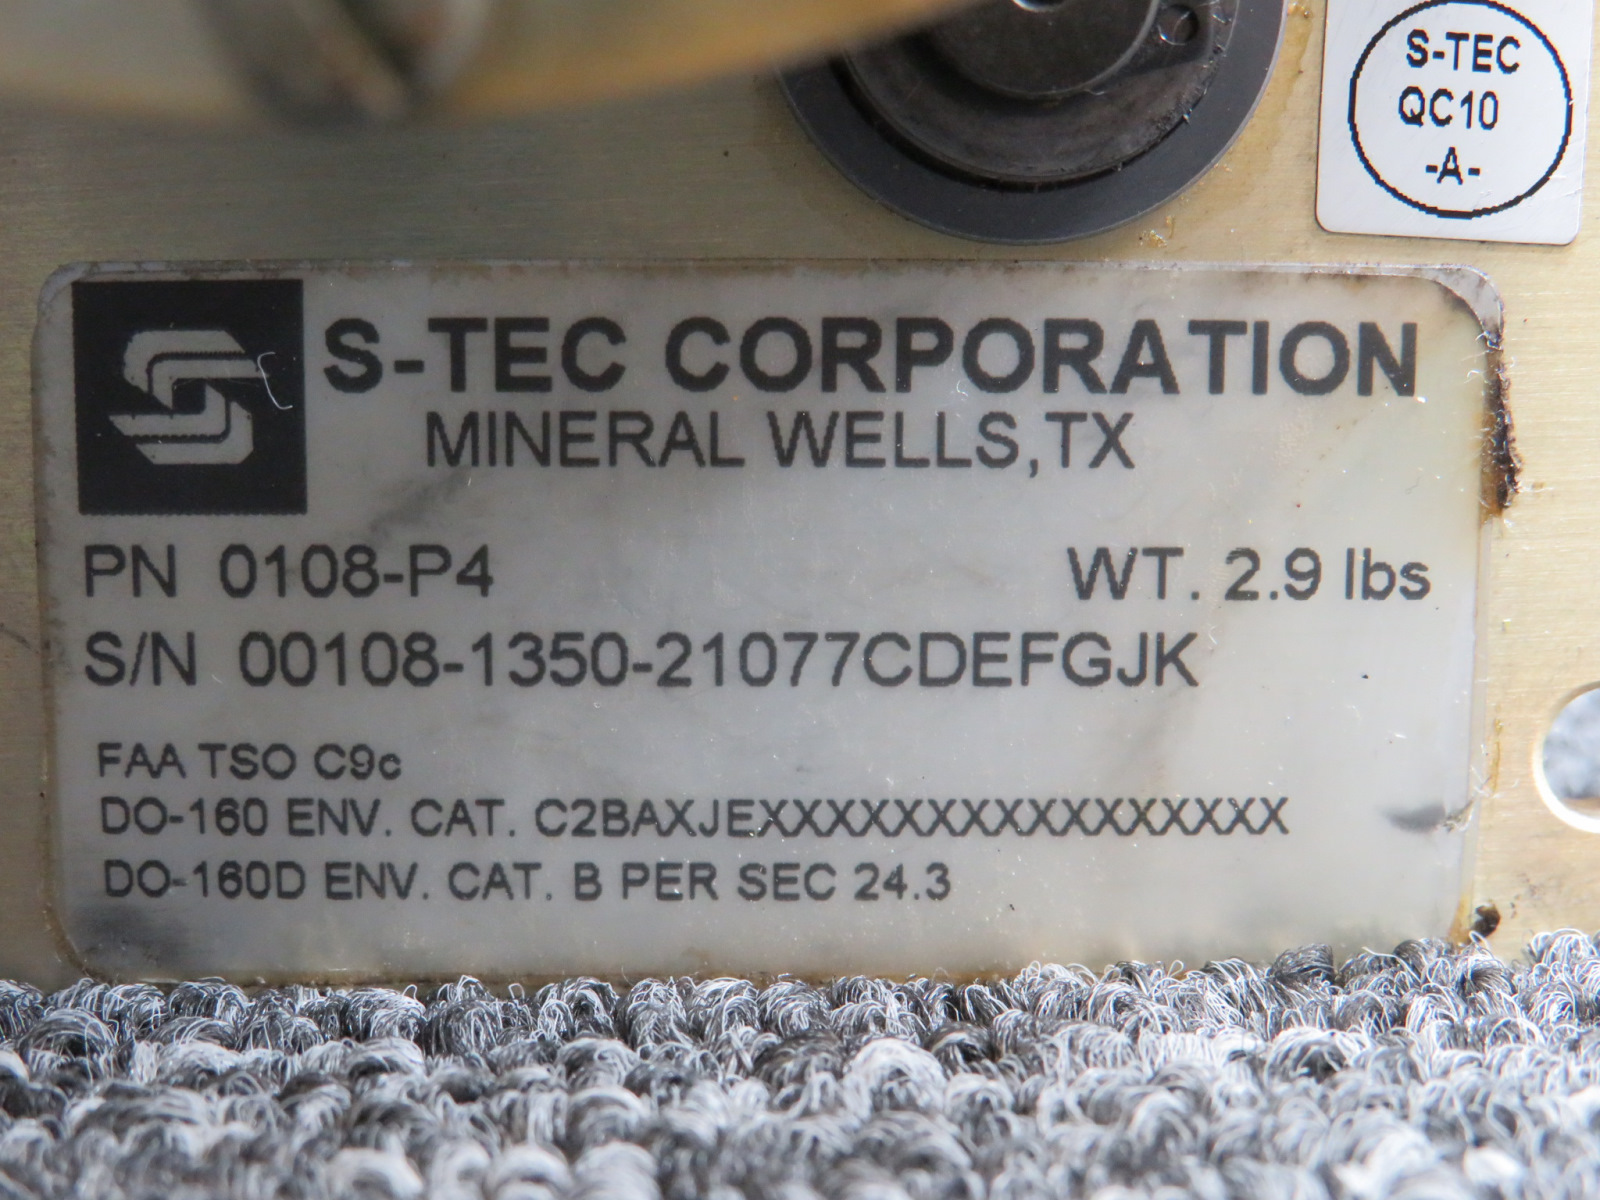 S-TEC
QC10
-A-
S-TEC CORPORATION
MINERAL WELLS,TX
PN 0108-P4 WT. 2.9 lbs
S/N 00108-1350-21077CDEFGJK
FAA TSO C9c
DO-160 ENV. CAT. C2BAXJEXXXXXXXXXXXXXXXXX
DO-160D ENV. CAT. B PER SEC 24.3